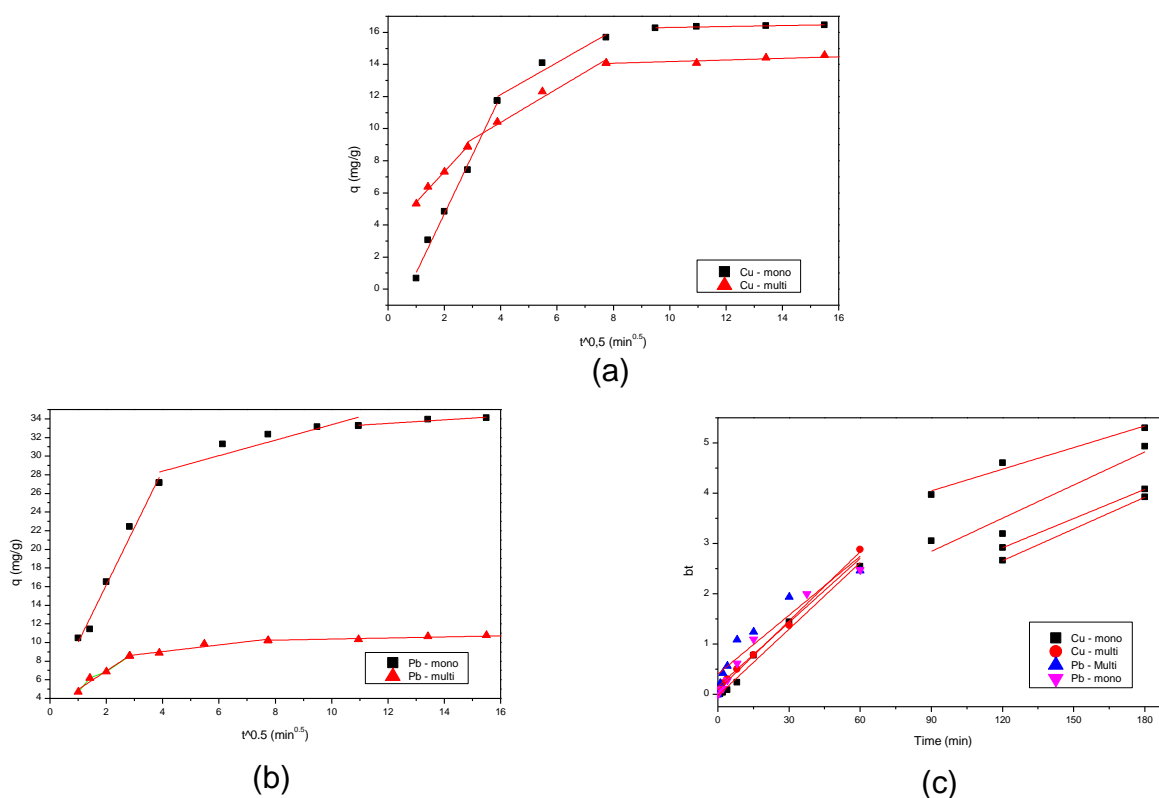 16
14
12
10
8
6
4
2
0
q (mg/g)
Cu - mono
Cu - multi
0 2 4 6 8 10 12 14 16
t^0,5 (min^0.5)
(a)
34
32
30
28
26
24
22
20
18
16
14
12
10
8
6
4
q (mg/g)
Pb - mono
Pb - multi
0 2 4 6 8 10 12 14 16
t^0.5 (min^0.5)
(b)
5
4
3
2
1
0
bt
Cu - mono
Cu - multi
Pb - Multi
Pb - mono
0 30 60 90 120 150 180
Time (min)
(c)